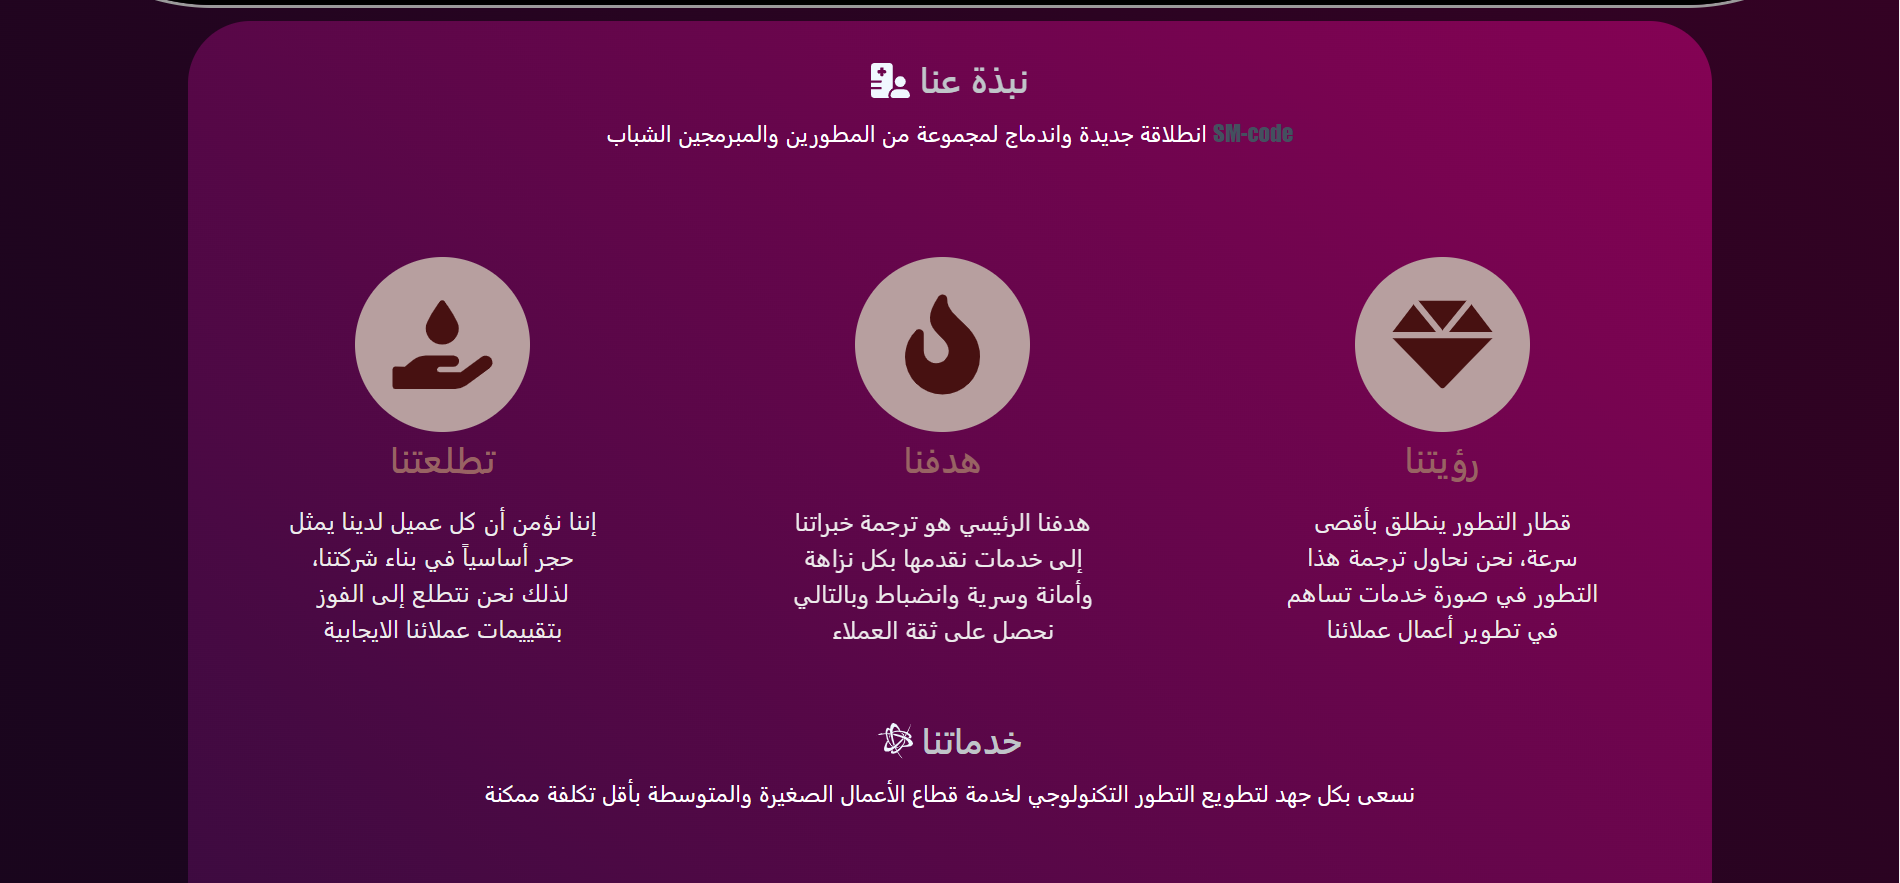 نبذة عنا
SM-code انطلاقة جديدة واندماج لمجموعة من المطورين والمبرمجين الشباب
رؤيتنا
قطار التطور ينطلق بأقصى
سرعة، نحن نحاول ترجمة هذا
التطور في صورة خدمات تساهم
في تطوير أعمال عملائنا
هدفنا
هدفنا الرئيسي هو ترجمة خبراتنا
إلى خدمات نقدمها بكل نزاهة
وأمانة وسرية وانضباط وبالتالي
نحصل على ثقة العملاء
تطلعتنا
إننا نؤمن أن كل عميل لدينا يمثل
حجر أساسياً في بناء شركتنا،
لذلك نحن نتطلع إلى الفوز
بتقييمات عملائنا الايجابية
خدماتنا
نسعى بكل جهد لتطويع التطور التكنولوجي لخدمة قطاع الأعمال الصغيرة والمتوسطة بأقل تكلفة ممكنة